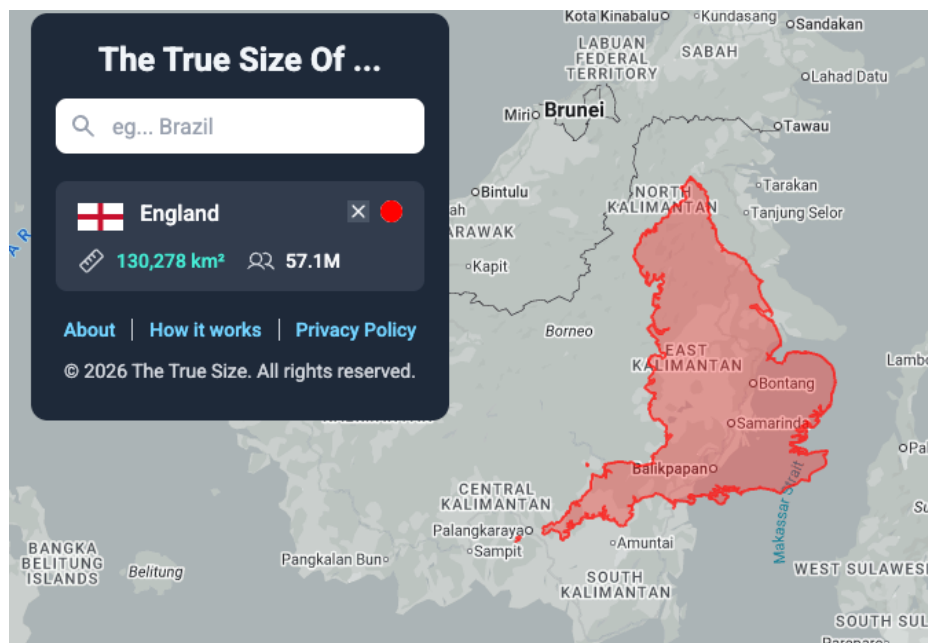 The True Size Of ...
eg... Brazil
England
130,278 km²
57.1M
About
How it works
Privacy Policy
© 2026 The True Size. All rights reserved.
Kota Kinabalu
Kundasang
Sandakan
LABUAN
FEDERAL
TERRITORY
SABAH
Lahad Datu
Miri
Brunei
Tawau
Bintulu
NORTH
KALIMANTAN
Tarakan
Tanjung Selor
ARAWAK
Kapit
Borneo
EAST
KALIMANTAN
Lambo
Bontang
Samarinda
Balikpapan
Makassar Strait
CENTRAL
KALIMANTAN
Palangkaraya
Sampit
Pangkalan Bun
Amuntai
BANGKA
BELITUNG
ISLANDS
Belitung
SOUTH
KALIMANTAN
WEST SULAWES
SOUTH SUL